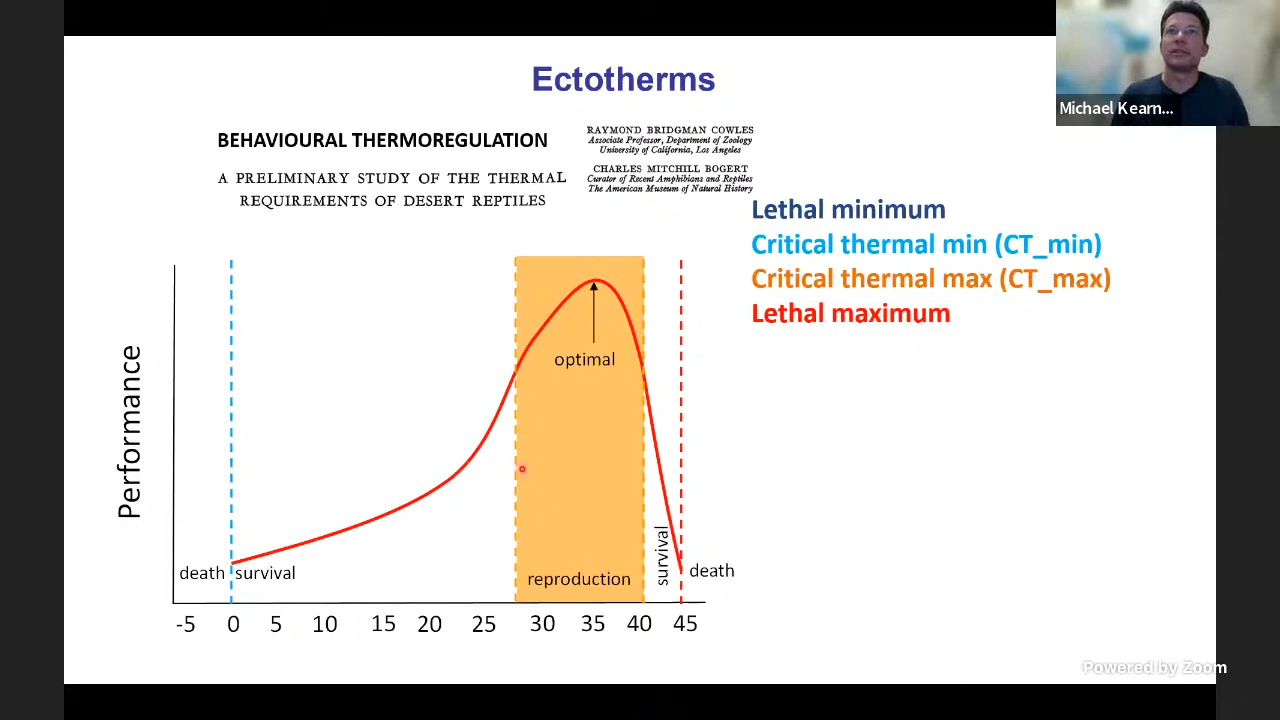 Ectotherms
Michael Kearn...
BEHAVIOURAL THERMOREGULATION
A PRELIMINARY STUDY OF THE THERMAL
REQUIREMENTS OF DESERT REPTILES
RAYMOND BRIDGMAN COWLES
Associate Professor, Department of Zoology
University of California, Los Angeles
CHARLES MITCHILL BOGERT
Curator of Recent Amphibians and Reptiles
The American Museum of Natural History
Lethal minimum
Critical thermal min (CT_min)
Critical thermal max (CT_max)
Lethal maximum
Performance
optimal
death
survival
reproduction
survival
death
-5 0 5 10 15 20 25 30 35 40 45
Powered by Zoom